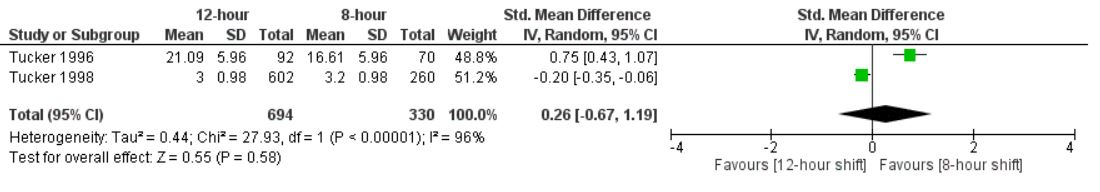 12-hour 8-hour Std. Mean Difference Std. Mean Difference
Study or Subgroup Mean SD Total Mean SD Total Weight IV, Random, 95% CI IV, Random, 95% CI
Tucker 1996 21.09 5.96 92 16.61 5.96 70 48.8% 0.75 [0.43, 1.07]
Tucker 1998 3 0.98 602 3.2 0.98 260 51.2% -0.20 [-0.35, -0.06]
Total (95% CI) 694 330 100.0% 0.26 [-0.67, 1.19]
Heterogeneity: Tau² = 0.44; Chi² = 27.93, df = 1 (P < 0.00001); I² = 96%
Test for overall effect: Z = 0.55 (P = 0.58)
-4 -2 0 2 4
Favours [12-hour shift] Favours [8-hour shift]